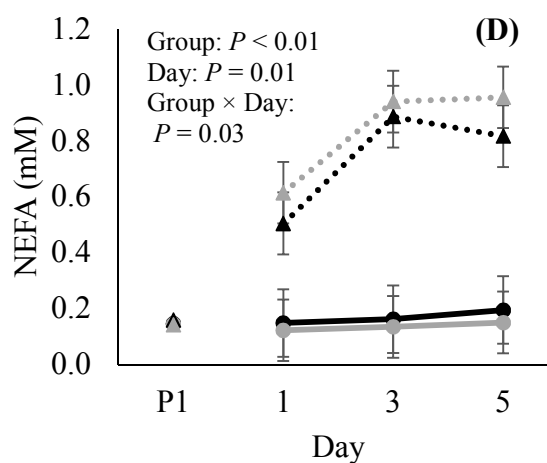 (D)
Group: P < 0.01
Day: P = 0.01
Group × Day:
P = 0.03
NEFA (mM)
1.2
1.0
0.8
0.6
0.4
0.2
0.0
P1 1 3 5
Day